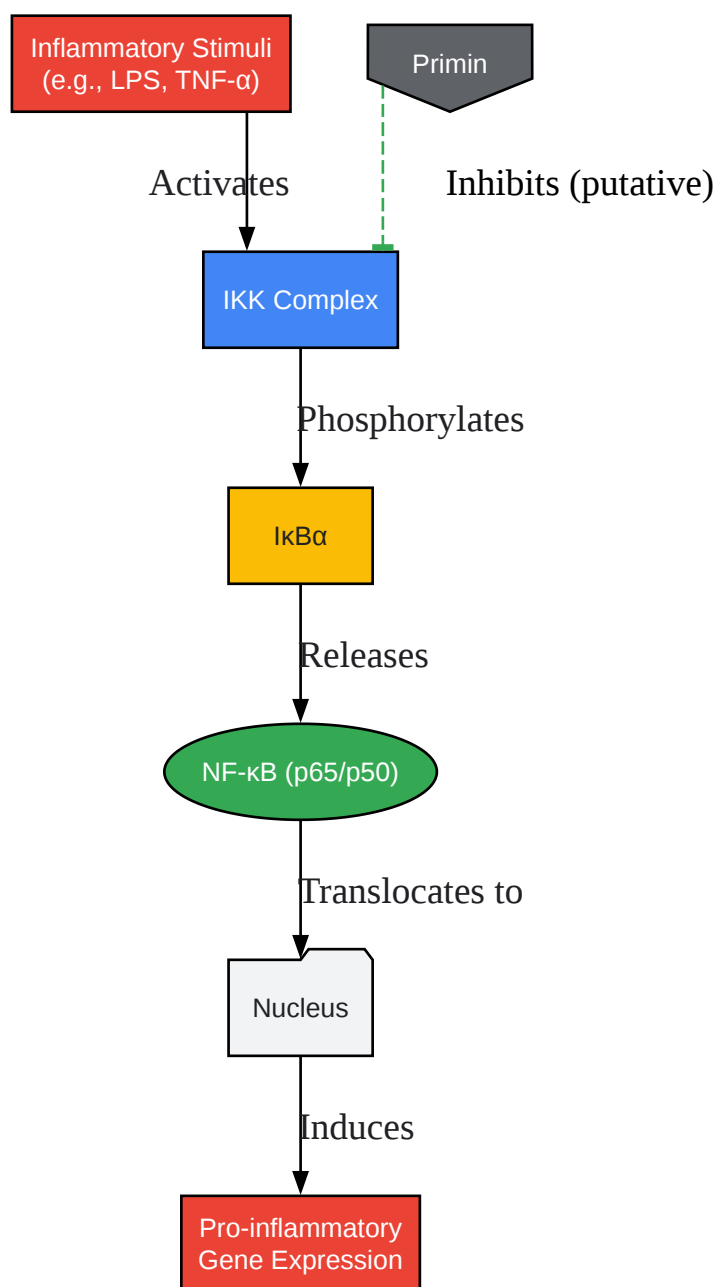 Inflammatory Stimuli
(e.g., LPS, TNF-α)
Primin
Activates
Inhibits (putative)
IKK Complex
Phosphorylates
IκBα
Releases
NF-κB (p65/p50)
Translocates to
Nucleus
Induces
Pro-inflammatory
Gene Expression